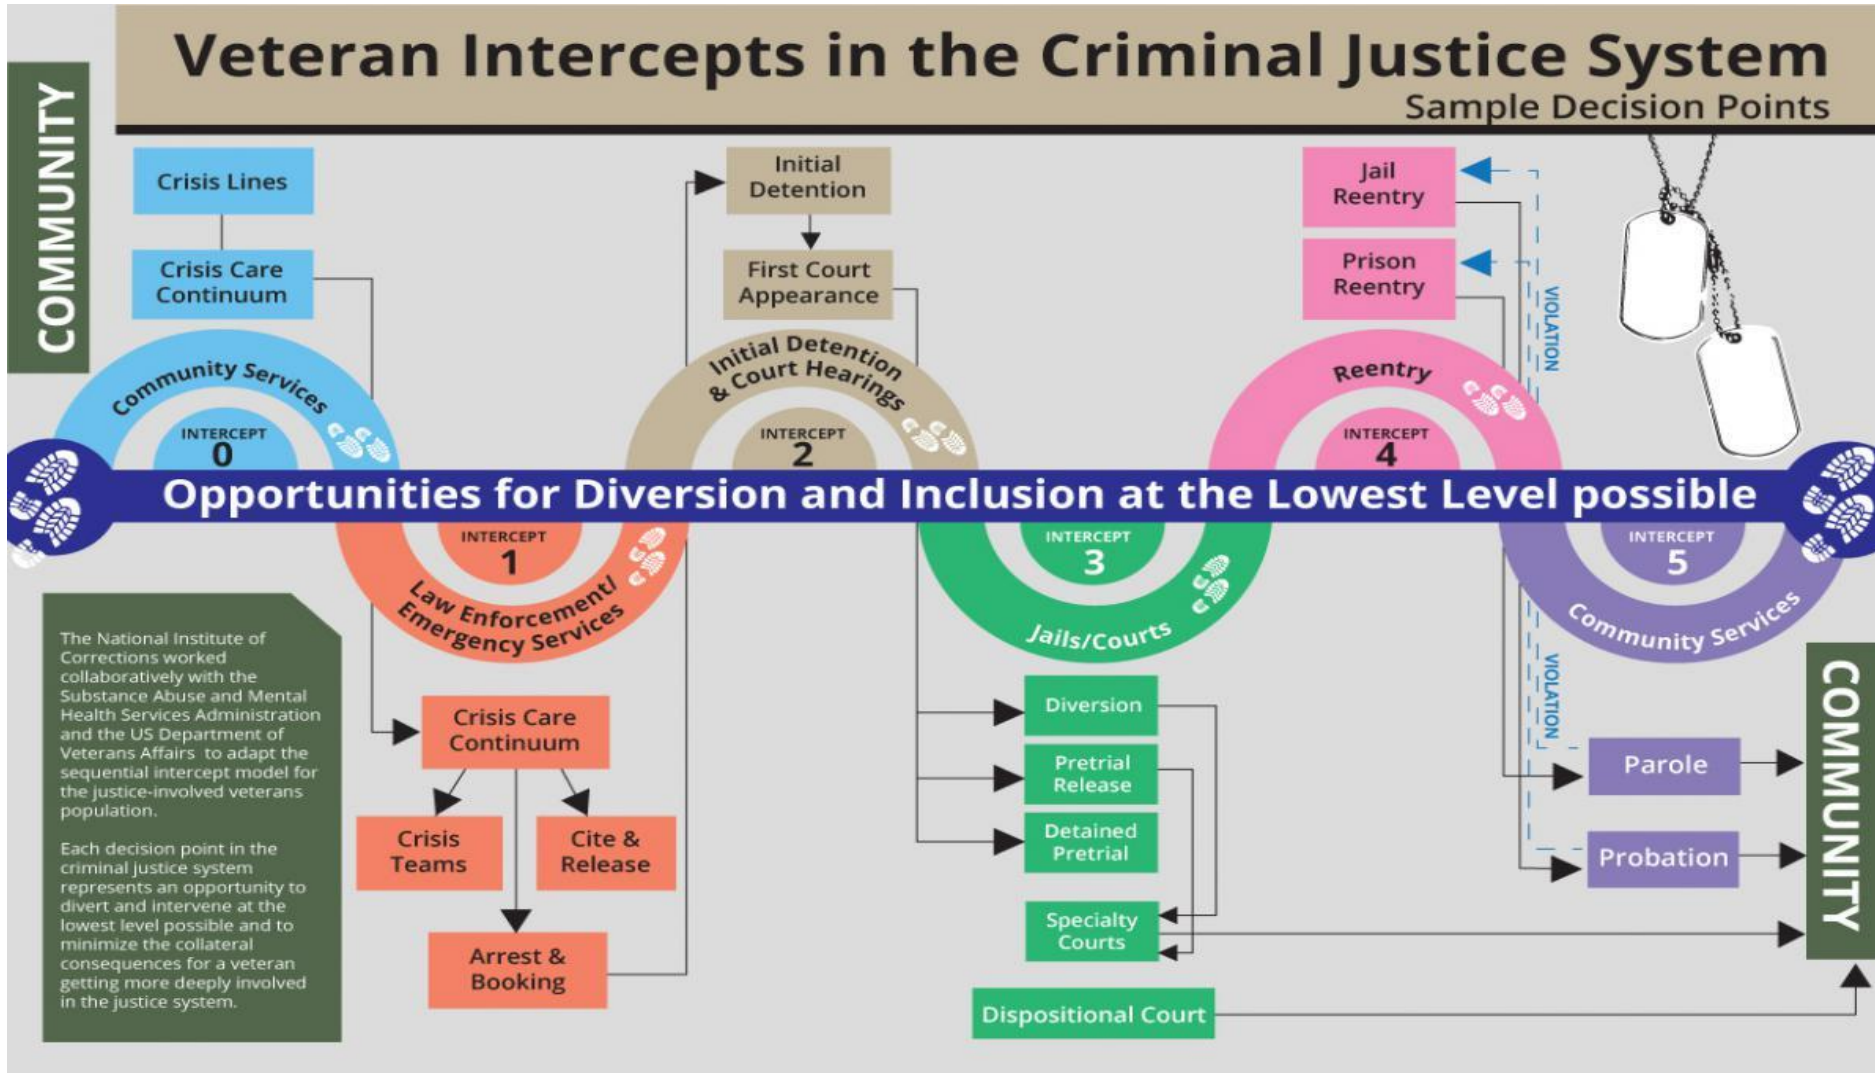 Veteran Intercepts in the Criminal Justice System
Sample Decision Points
COMMUNITY
Crisis Lines
Crisis Care
Continuum
Community Services
INTERCEPT
0
Initial
Detention
First Court
Appearance
Initial Detention
& Court Hearings
INTERCEPT
2
Jail
Reentry
Prison
Reentry
VIOLATION
Reentry
INTERCEPT
4
Opportunities for Diversion and Inclusion at the Lowest Level possible
INTERCEPT
1
Law Enforcement/
Emergency Services
Crisis Care
Continuum
Crisis
Teams
Cite &
Release
Arrest &
Booking
INTERCEPT
3
Jails/Courts
Diversion
Pretrial
Release
Detained
Pretrial
Specialty
Courts
Dispositional Court
INTERCEPT
5
Community Services
VIOLATION
Parole
Probation
COMMUNITY
The National Institute of
Corrections worked
collaboratively with the
Substance Abuse and Mental
Health Services Administration
and the US Department of
Veterans Affairs to adapt the
sequential intercept model for
the justice-involved veterans
population.
Each decision point in the
criminal justice system
represents an opportunity to
divert and intervene at the
lowest level possible and to
minimize the collateral
consequences for a veteran
getting more deeply involved
in the justice system.